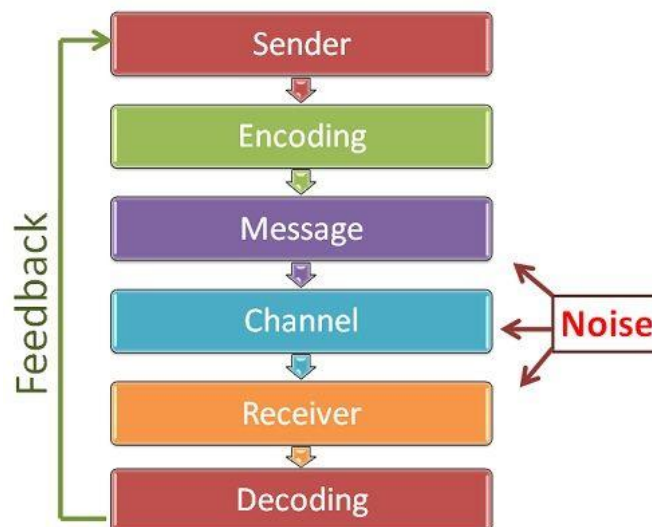 Sender
Encoding
Message
Channel
Receiver
Decoding
Feedback
Noise